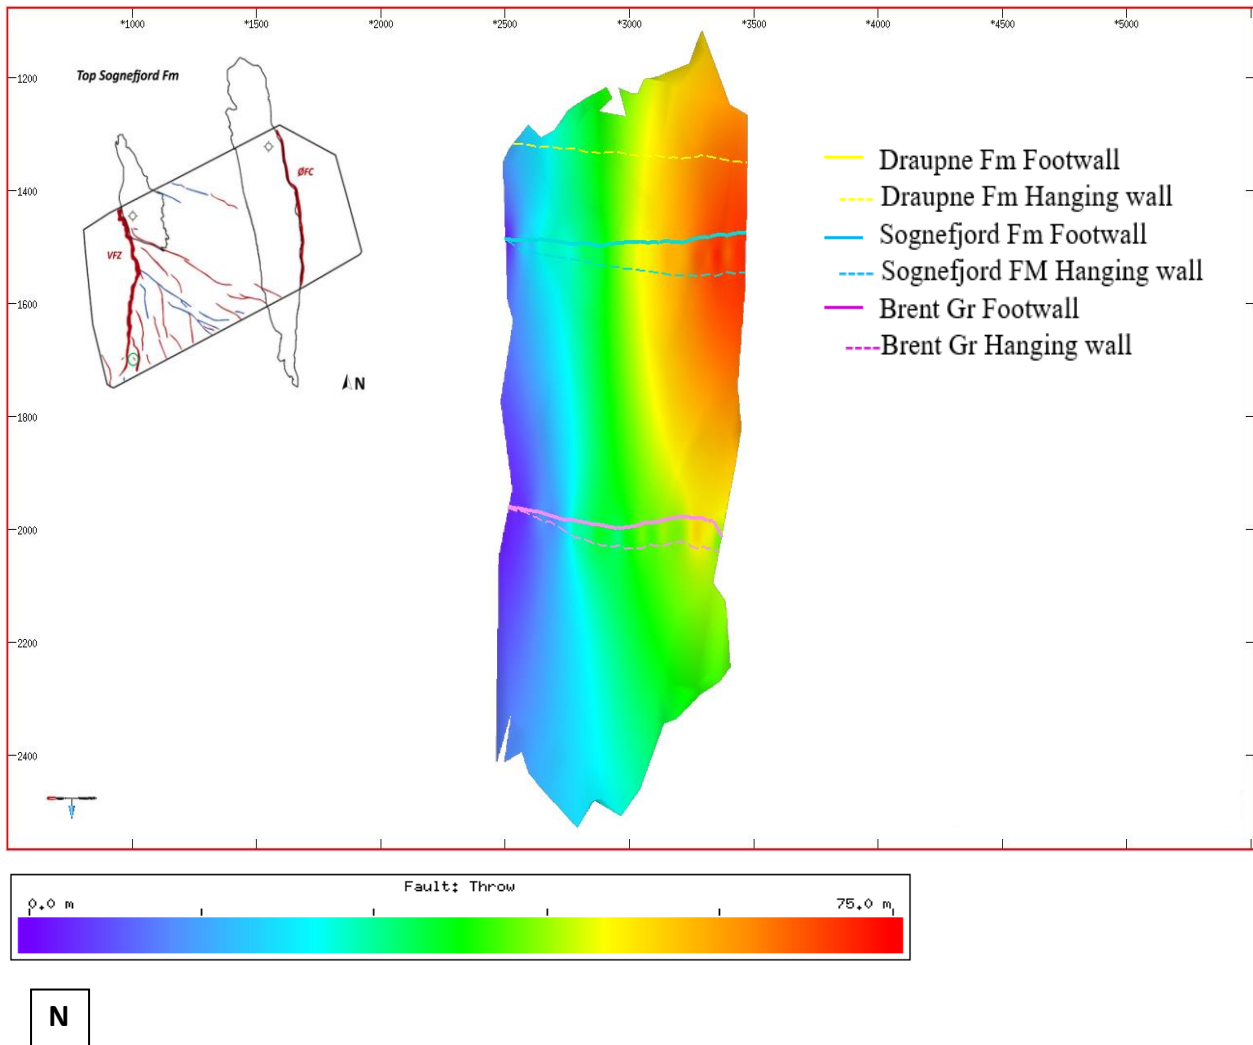 *1000 *1500 *2000 *2500 *3000 *3500 *4000 *4500 *5000
1200
1400
1600
1800
2000
2200
2400
Top Sognefjord Fm
ØFC
VFZ
N
Draupne Fm Footwall
Draupne Fm Hanging wall
Sognefjord Fm Footwall
Sognefjord FM Hanging wall
Brent Gr Footwall
Brent Gr Hanging wall
Fault: Throw
0.0 m 75.0 m
N